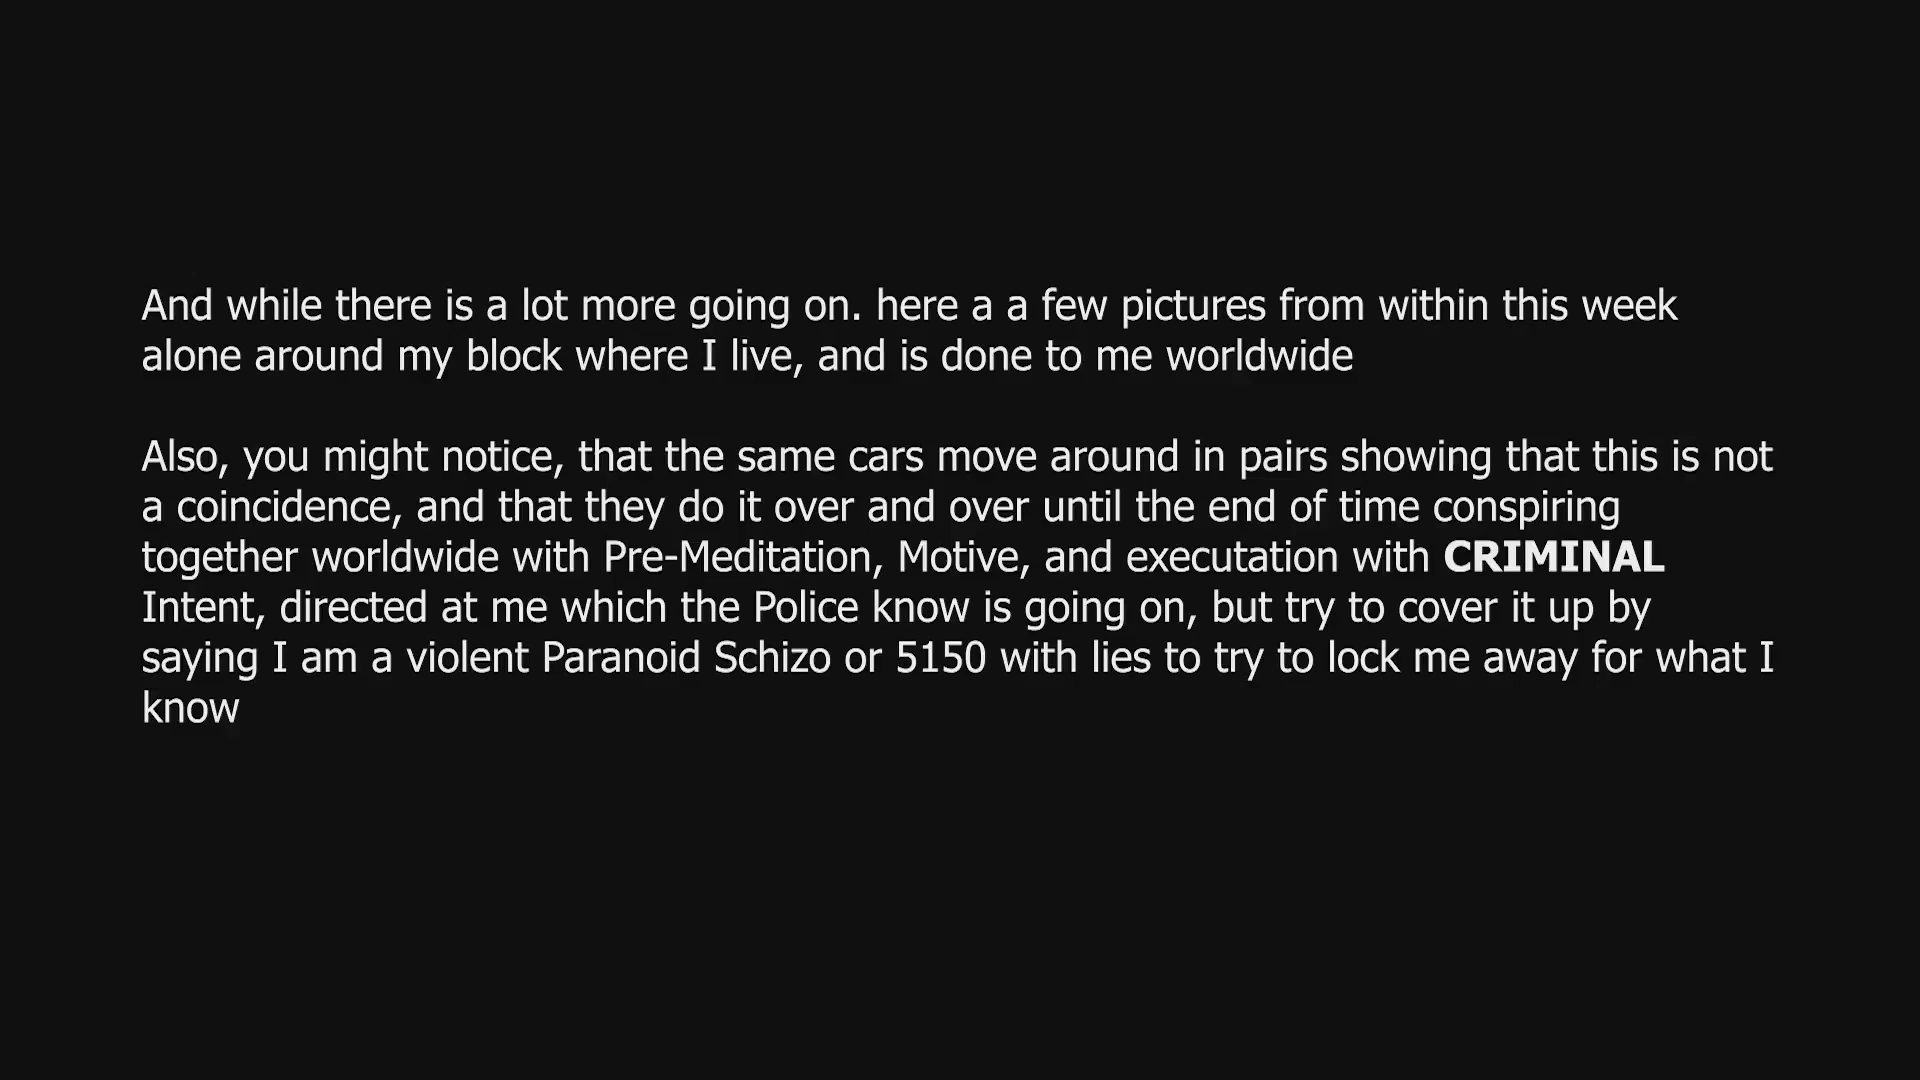 And while there is a lot more going on. here a a few pictures from within this week
alone around my block where I live, and is done to me worldwide
Also, you might notice, that the same cars move around in pairs showing that this is not
a coincidence, and that they do it over and over until the end of time conspiring
together worldwide with Pre-Meditation, Motive, and executation with CRIMINAL
Intent, directed at me which the Police know is going on, but try to cover it up by
saying I am a violent Paranoid Schizo or 5150 with lies to try to lock me away for what I
know